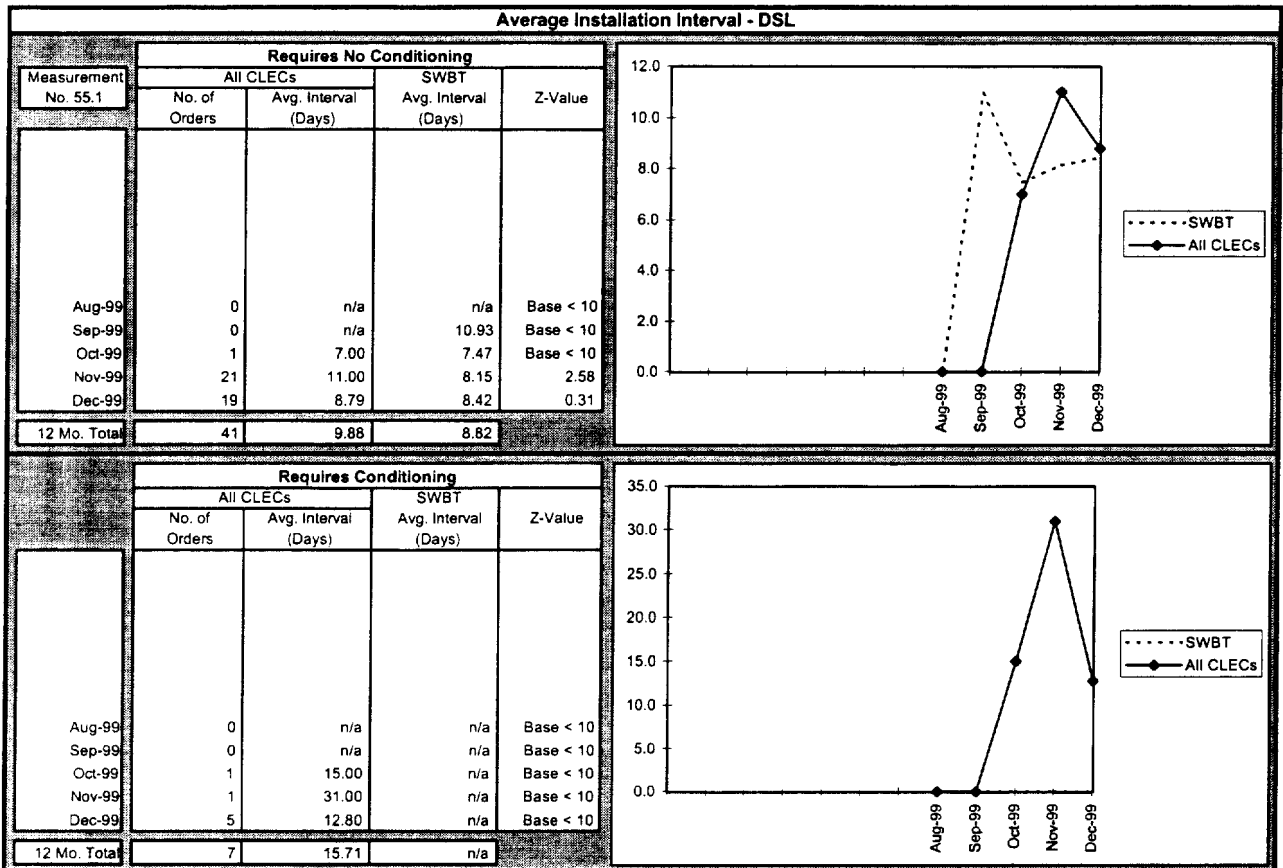 Average Installation Interval - DSL
Measurement
No. 55.1
Requires No Conditioning
All CLECs SWBT
No. of Orders Avg. Interval (Days) Avg. Interval (Days) Z-Value
Aug-99 0 n/a n/a Base < 10
Sep-99 0 n/a 10.93 Base < 10
Oct-99 1 7.00 7.47 Base < 10
Nov-99 21 11.00 8.15 2.58
Dec-99 19 8.79 8.42 0.31
12 Mo. Total 41 9.88 8.82
12.0
10.0
8.0
6.0
4.0
2.0
0.0
Aug-99 Sep-99 Oct-99 Nov-99 Dec-99
SWBT
All CLECs
Requires Conditioning
All CLECs SWBT
No. of Orders Avg. Interval (Days) Avg. Interval (Days) Z-Value
Aug-99 0 n/a n/a Base < 10
Sep-99 0 n/a n/a Base < 10
Oct-99 1 15.00 n/a Base < 10
Nov-99 1 31.00 n/a Base < 10
Dec-99 5 12.80 n/a Base < 10
12 Mo. Total 7 15.71 n/a
35.0
30.0
25.0
20.0
15.0
10.0
5.0
0.0
Aug-99 Sep-99 Oct-99 Nov-99 Dec-99
SWBT
All CLECs